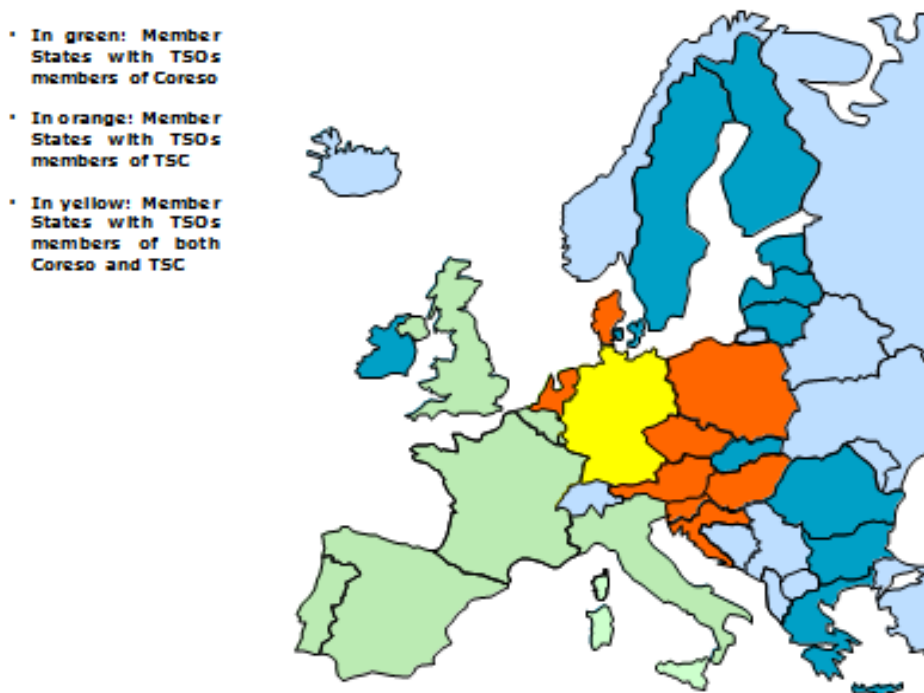 ▪ In green: Member
States with TSOs
members of Coreso
▪ In orange: Member
States with TSOs
members of TSC
▪ In yellow: Member
States with TSOs
members of both
Coreso and TSC